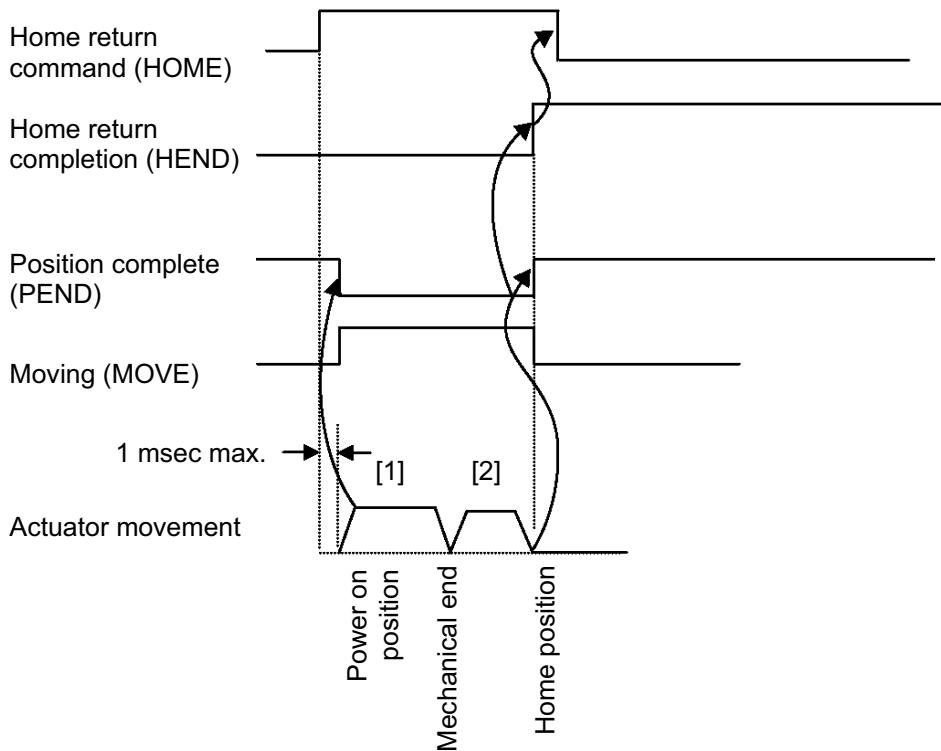 Home return
command (HOME)
Home return
completion (HEND)
Position complete
(PEND)
Moving (MOVE)
1 msec max.
[1]
[2]
Actuator movement
Power on
position
Mechanical end
Home position